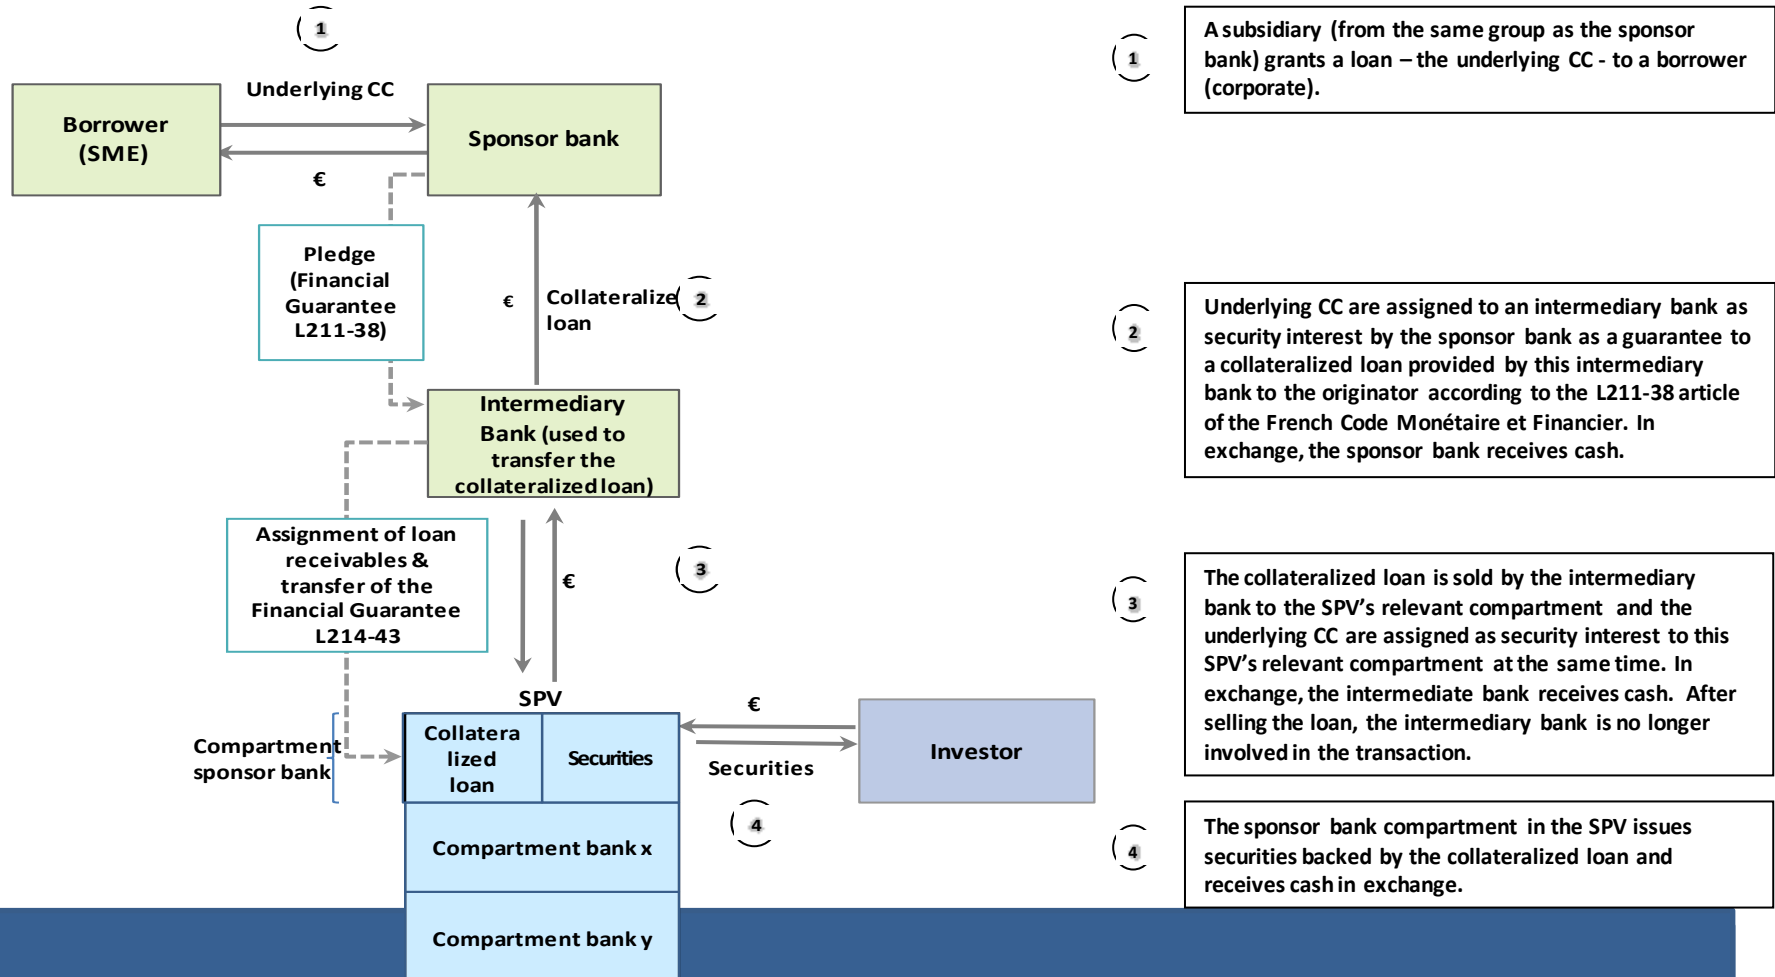 1
Underlying CC
Borrower
(SME)
Sponsor bank
€
Pledge
(Financial
Guarantee
L211-38)
€
Collateralize
loan
2
Intermediary
Bank (used to
transfer the
collateralized loan)
Assignment of loan
receivables &
transfer of the
Financial Guarantee
L214-43
€
3
SPV
Compartment
sponsor bank
Collatera
lized
loan
Securities
€
Securities
Investor
4
Compartment bank x
Compartment bank y
1
A subsidiary (from the same group as the sponsor
bank) grants a loan – the underlying CC - to a borrower
(corporate).
2
Underlying CC are assigned to an intermediary bank as
security interest by the sponsor bank as a guarantee to
a collateralized loan provided by this intermediary
bank to the originator according to the L211-38 article
of the French Code Monétaire et Financier. In
exchange, the sponsor bank receives cash.
3
The collateralized loan is sold by the intermediary
bank to the SPV’s relevant compartment and the
underlying CC are assigned as security interest to this
SPV’s relevant compartment at the same time. In
exchange, the intermediate bank receives cash. After
selling the loan, the intermediary bank is no longer
involved in the transaction.
4
The sponsor bank compartment in the SPV issues
securities backed by the collateralized loan and
receives cash in exchange.